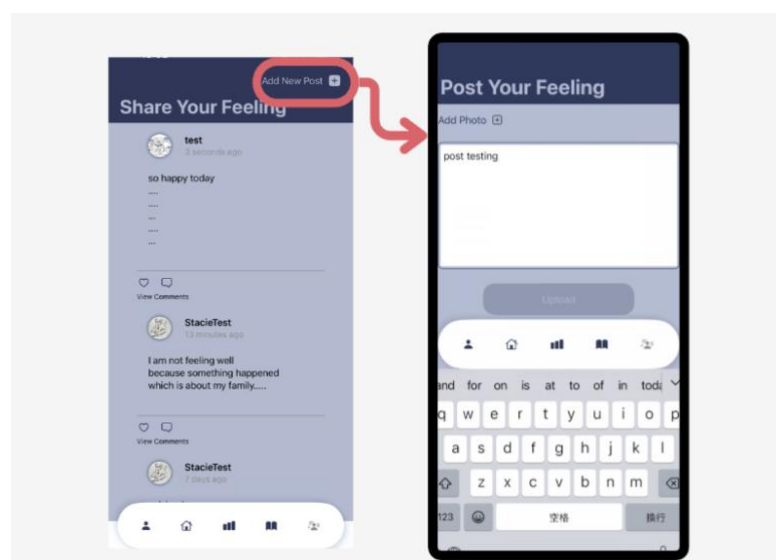 Add New Post
Share Your Feeling
test
3 seconds ago
so happy today
....
....
...
....
...
View Comments
StacieTest
13 minutes ago
I am not feeling well
because something happened
which is about my family.....
View Comments
StacieTest
7 days ago
Post Your Feeling
Add Photo
post testing
Upload
and for on is at to of in
q w e r t y u i o p
a s d f g h j k l
z x c v b n m
123 空格 換行